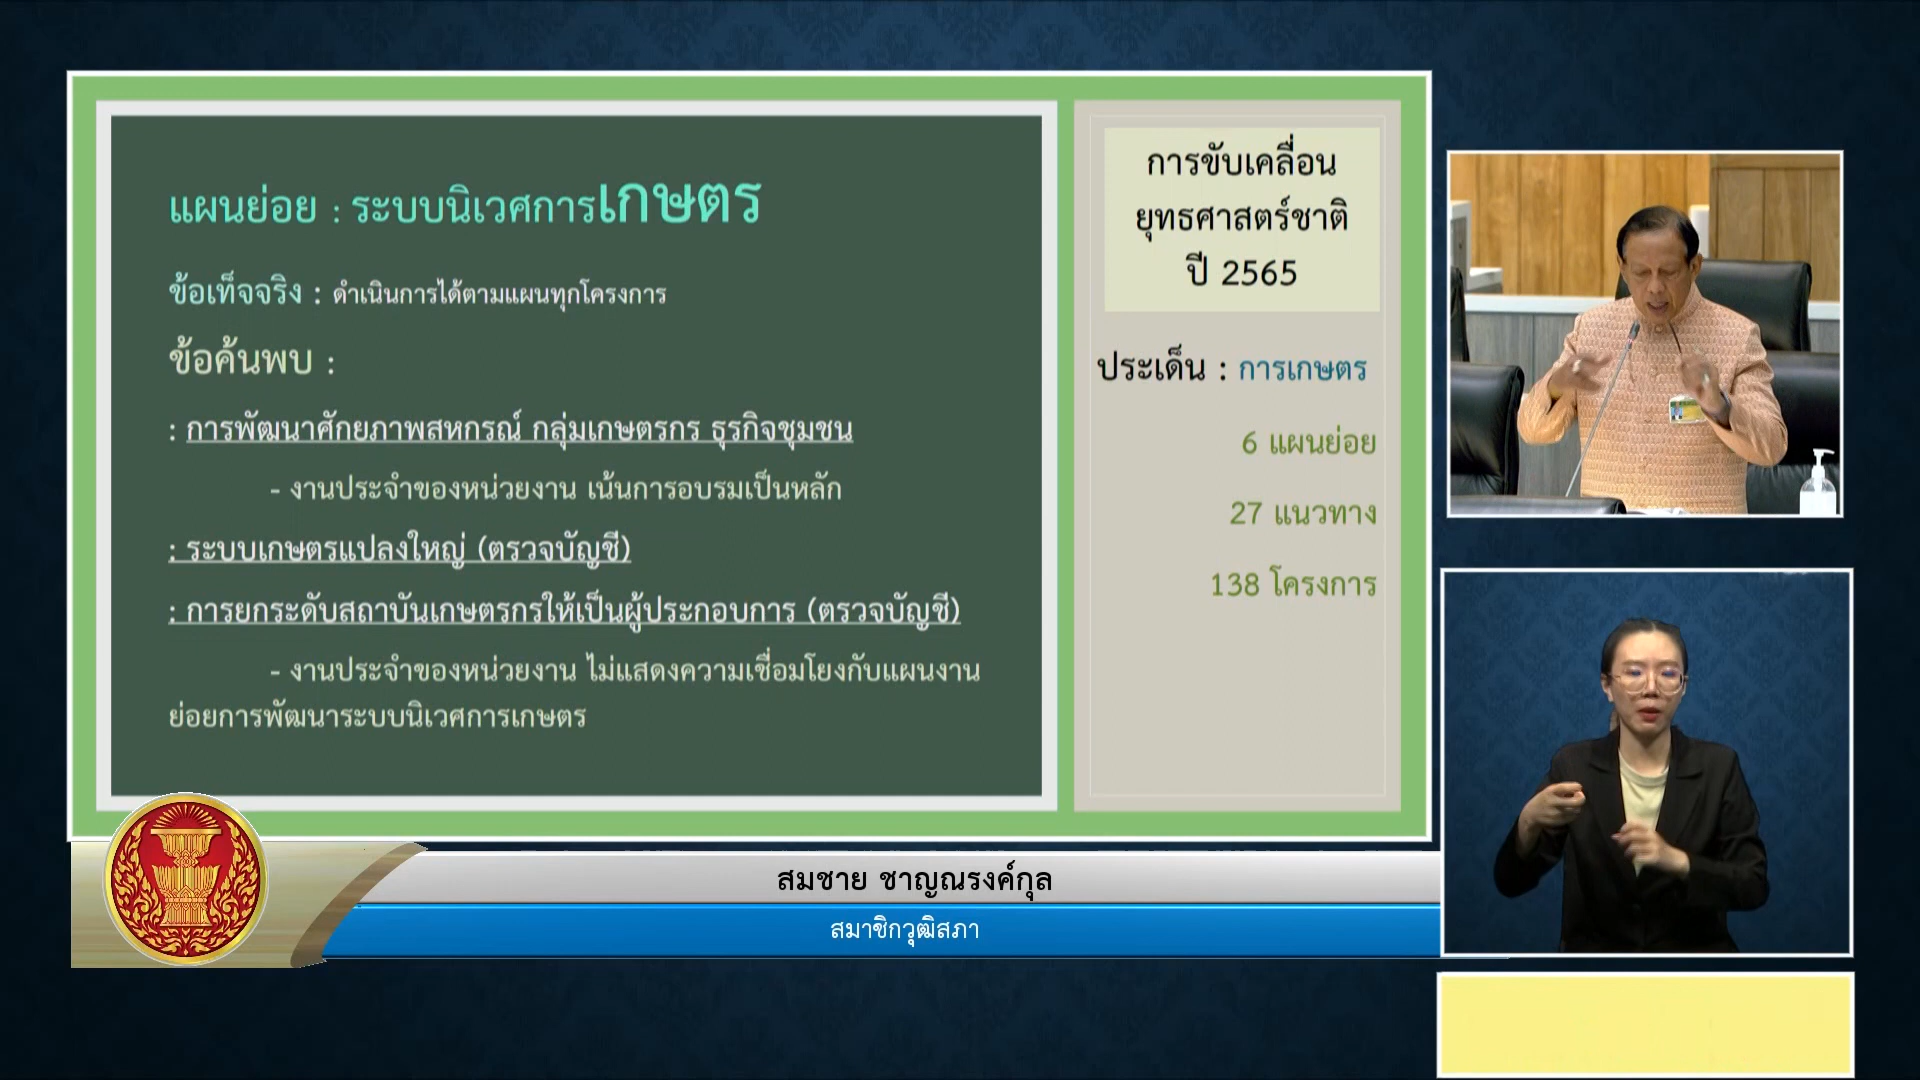 แผนย่อย : ระบบนิเวศการเกษตร
ข้อเท็จจริง : ดำเนินการได้ตามแผนทุกโครงการ
ข้อค้นพบ :
: การพัฒนาศักยภาพสหกรณ์ กลุ่มเกษตรกร ธุรกิจชุมชน
- งานประจำของหน่วยงาน เน้นการอบรมเป็นหลัก
: ระบบเกษตรแปลงใหญ่ (ตรวจบัญชี)
: การยกระดับสถาบันเกษตรกรให้เป็นผู้ประกอบการ (ตรวจบัญชี)
- งานประจำของหน่วยงาน ไม่แสดงความเชื่อมโยงกับแผนงาน
ย่อยการพัฒนาระบบนิเวศการเกษตร
การขับเคลื่อน
ยุทธศาสตร์ชาติ
ปี 2565
ประเด็น : การเกษตร
6 แผนย่อย
27 แนวทาง
138 โครงการ
สมชาย ชาญณรงค์กุล
สมาชิกวุฒิสภา